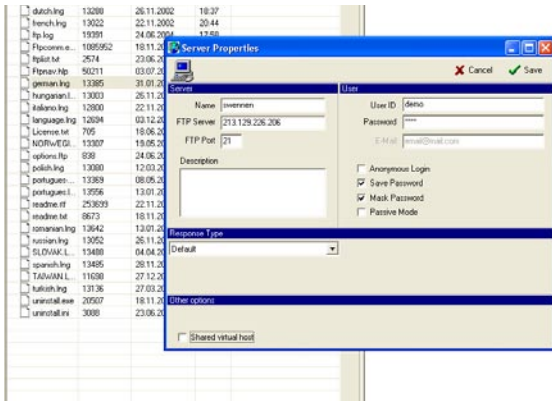 dutch.lng 13288 26.11.2002 18:37
french.lng 13022 22.11.2002 20:44
ftp.log 19391 24.06.2004 17:58
Ftpcomm.e... 1085952 18.11.20
ftplist.txt 2574 23.06.20
Ftpnav.hlp 50211 03.07.20
german.lng 13385 31.01.20
hungarian.l... 13003 26.11.20
italiano.lng 12800 22.11.20
language.lng 12694 03.12.20
License.txt 705 18.06.20
NORWEGI... 13307 19.05.20
options.ftp 838 24.06.20
polish.lng 13080 12.03.20
portugues-... 13369 08.05.20
portugues.l... 13556 13.01.20
readme.rtf 253699 22.11.20
readme.txt 8673 18.11.20
romanian.lng 13642 13.01.20
russian.lng 13052 26.11.20
SLOVAK.L... 13488 04.04.20
spanish.lng 13485 28.11.20
TAIWAN.L... 11698 27.12.20
turkish.lng 13136 27.03.20
uninstall.exe 20507 18.11.20
uninstall.ini 3088 23.06.20
Server Properties
Cancel Save
Server
Name swennen
FTP Server 213.129.226.206
FTP Port 21
Description
User
User ID demo
Password ****
E-Mail email@mail.com
Anonymous Login
Save Password
Mask Password
Passive Mode
Response Type
Default
Other options
Shared virtual host